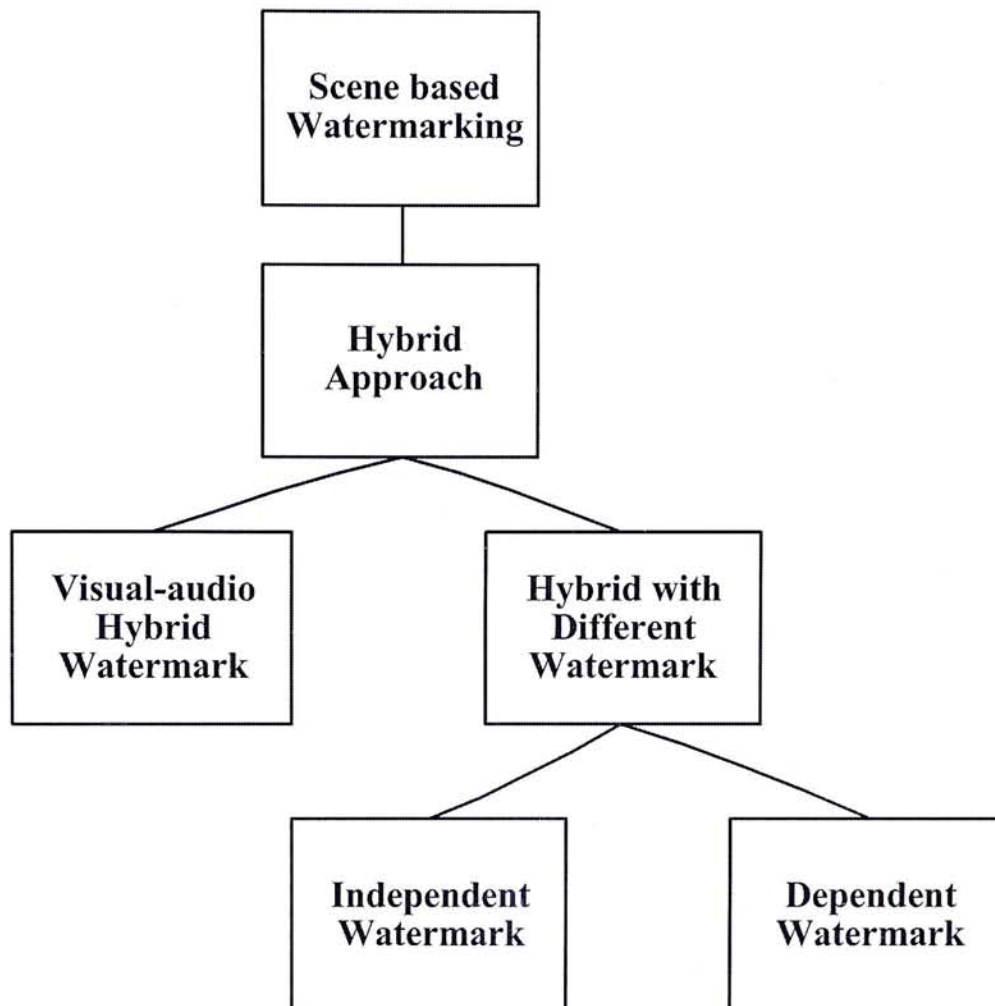 Scene based
Watermarking
Hybrid
Approach
Visual-audio
Hybrid
Watermark
Hybrid with
Different
Watermark
Independent
Watermark
Dependent
Watermark